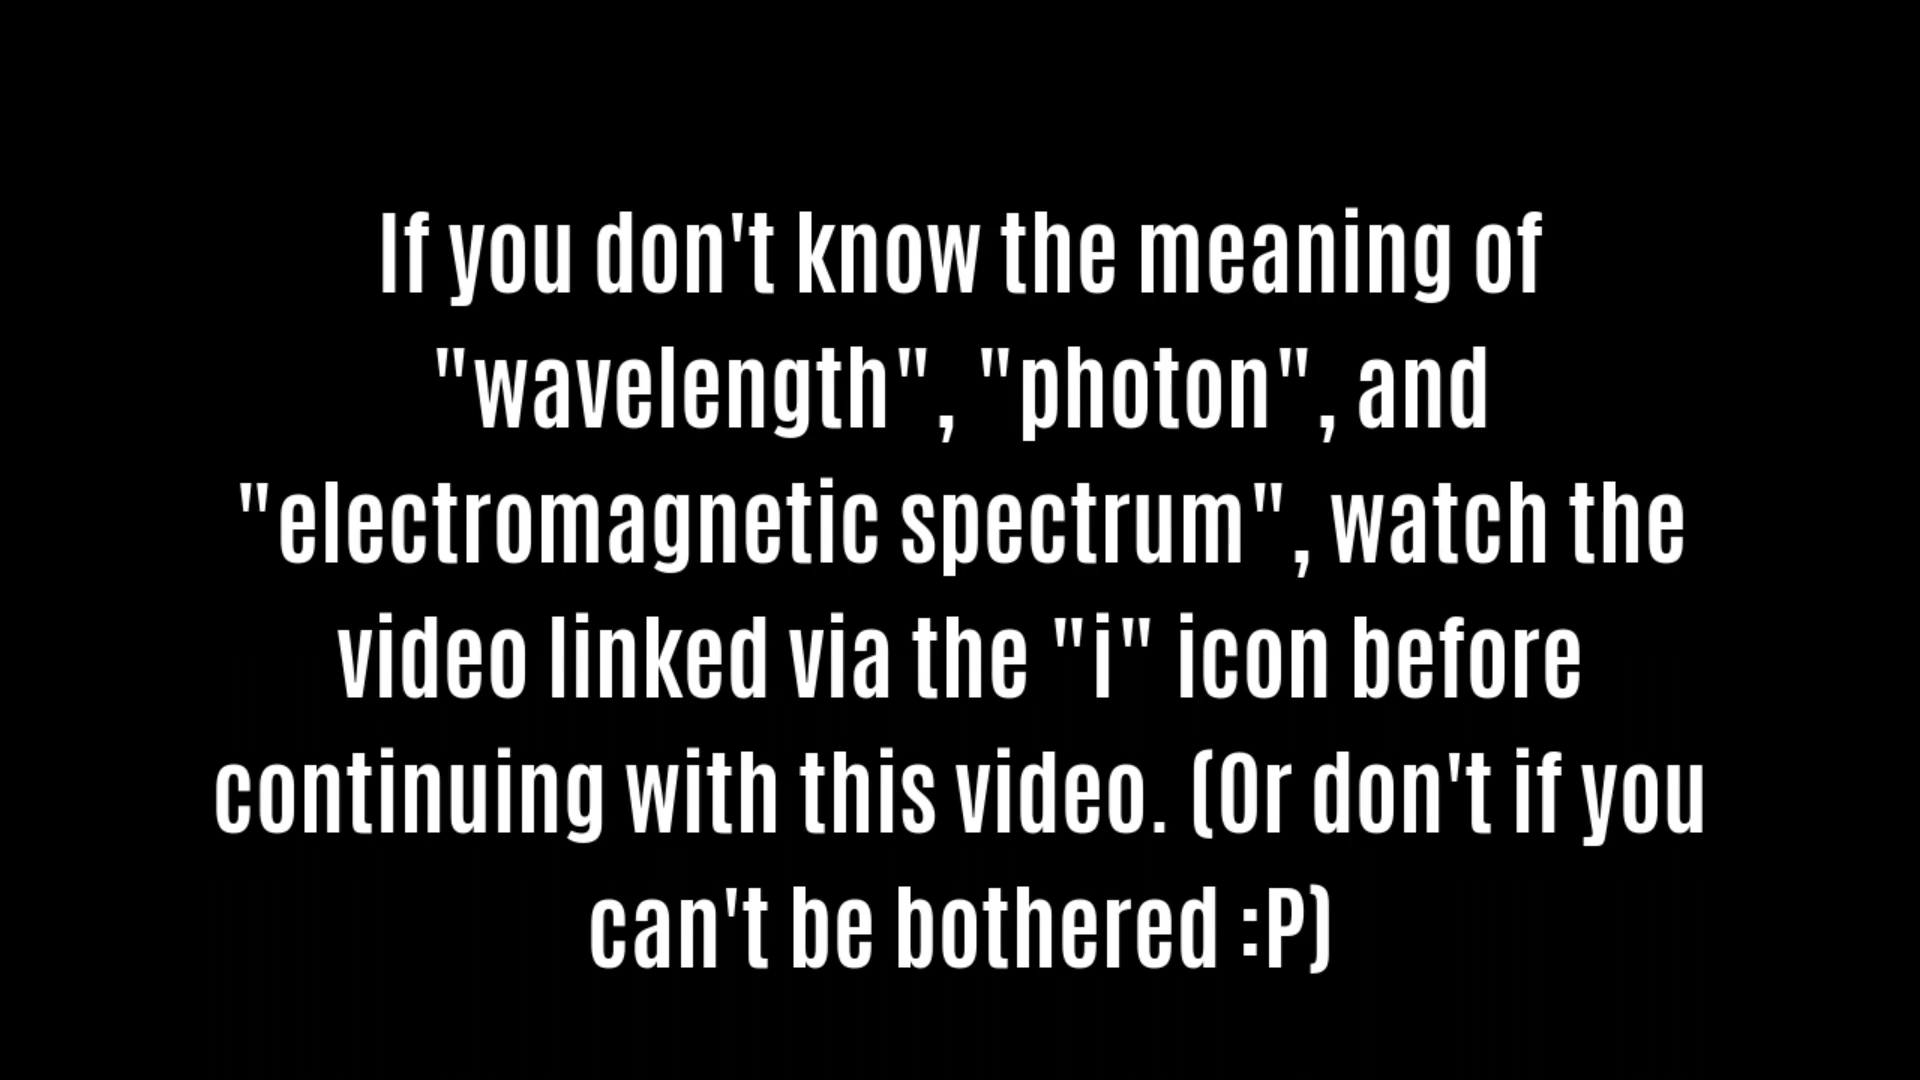 If you don't know the meaning of
"wavelength", "photon", and
"electromagnetic spectrum", watch the
video linked via the "i" icon before
continuing with this video. (Or don't if you
can't be bothered :P)